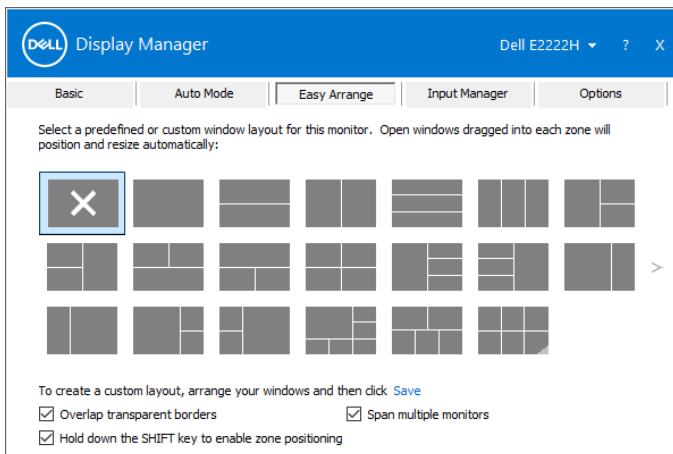 DELL Display Manager Dell E2222H ? X
Basic Auto Mode Easy Arrange Input Manager Options
Select a predefined or custom window layout for this monitor. Open windows dragged into each zone will
position and resize automatically:
>
To create a custom layout, arrange your windows and then click Save
Overlap transparent borders Span multiple monitors
Hold down the SHIFT key to enable zone positioning